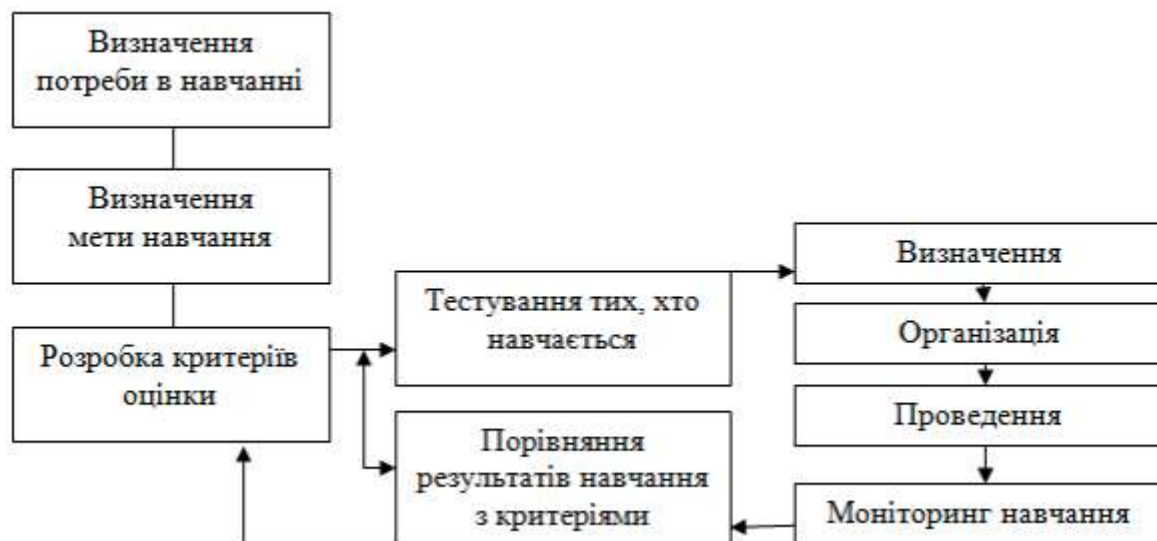 Визначення
потреби в навчанні
Визначення
мети навчання
Розробка критеріїв
оцінки
Тестування тих, хто
навчається
Порівняння
результатів навчання
з критеріями
Визначення
Організація
Проведення
Моніторинг навчання